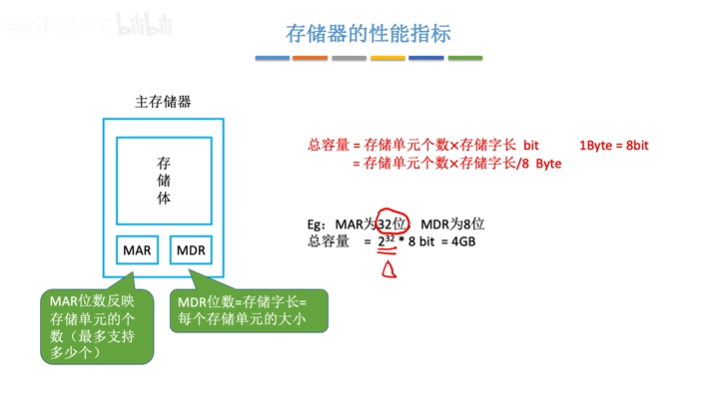 bilibili
存储器的性能指标
主存储器
存
储
体
MAR
MDR
MAR位数反映
存储单元的个
数（最多支持
多少个）
MDR位数=存储字长=
每个存储单元的大小
总容量 = 存储单元个数×存储字长 bit 1Byte = 8bit
= 存储单元个数×存储字长/8 Byte
Eg：MAR为32位，MDR为8位
总容量 = 2³² * 8 bit = 4GB